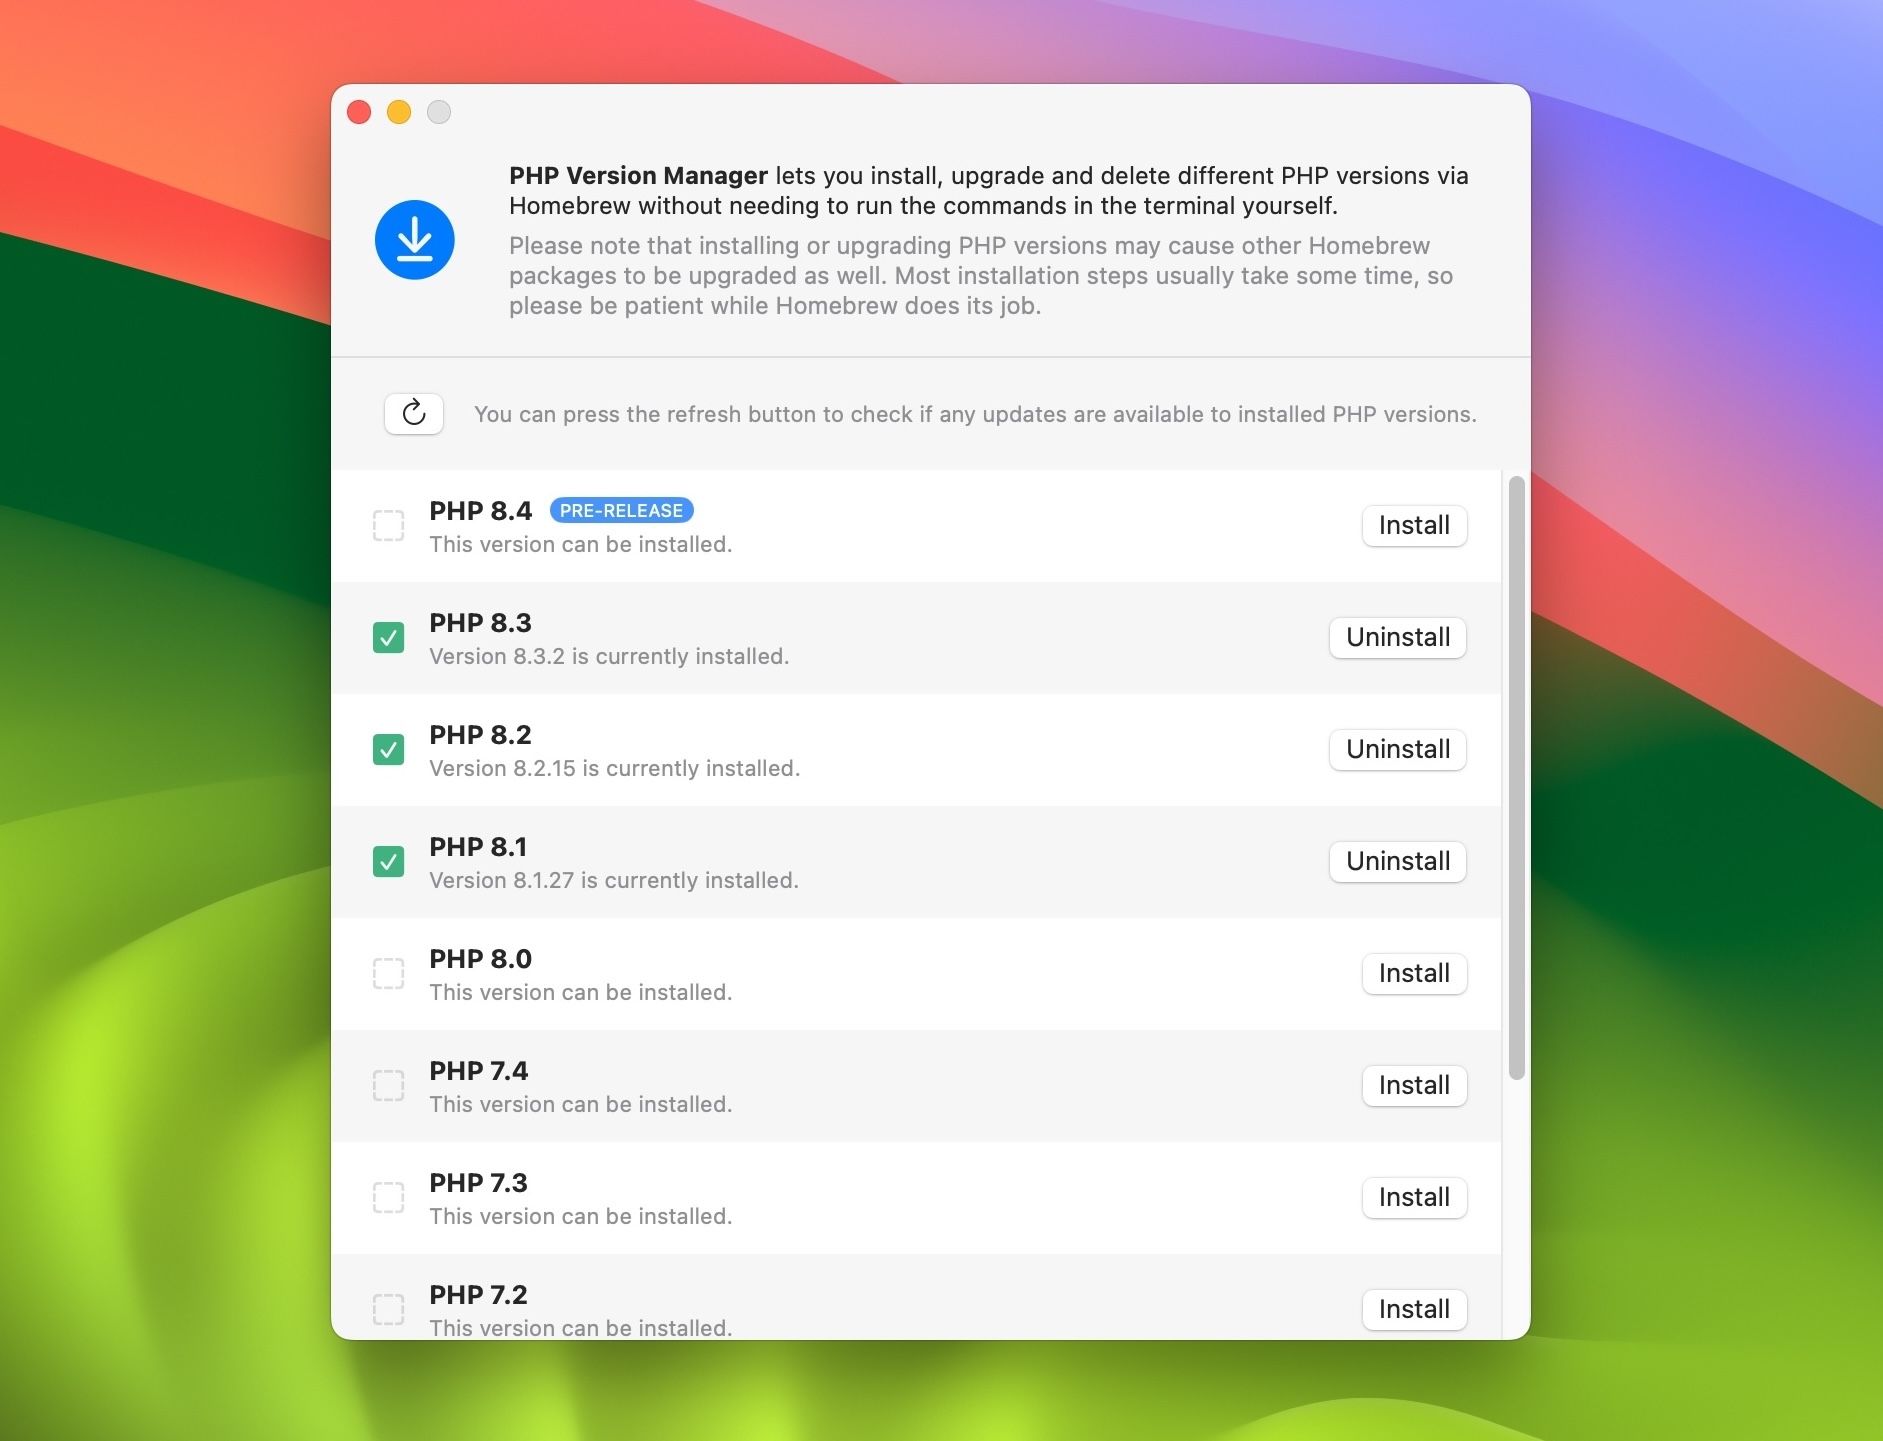 PHP Version Manager lets you install, upgrade and delete different PHP versions via
Homebrew without needing to run the commands in the terminal yourself.
Please note that installing or upgrading PHP versions may cause other Homebrew
packages to be upgraded as well. Most installation steps usually take some time, so
please be patient while Homebrew does its job.
You can press the refresh button to check if any updates are available to installed PHP versions.
PHP 8.4 PRE-RELEASE
This version can be installed.
Install
PHP 8.3
Version 8.3.2 is currently installed.
Uninstall
PHP 8.2
Version 8.2.15 is currently installed.
Uninstall
PHP 8.1
Version 8.1.27 is currently installed.
Uninstall
PHP 8.0
This version can be installed.
Install
PHP 7.4
This version can be installed.
Install
PHP 7.3
This version can be installed.
Install
PHP 7.2
This version can be installed.
Install